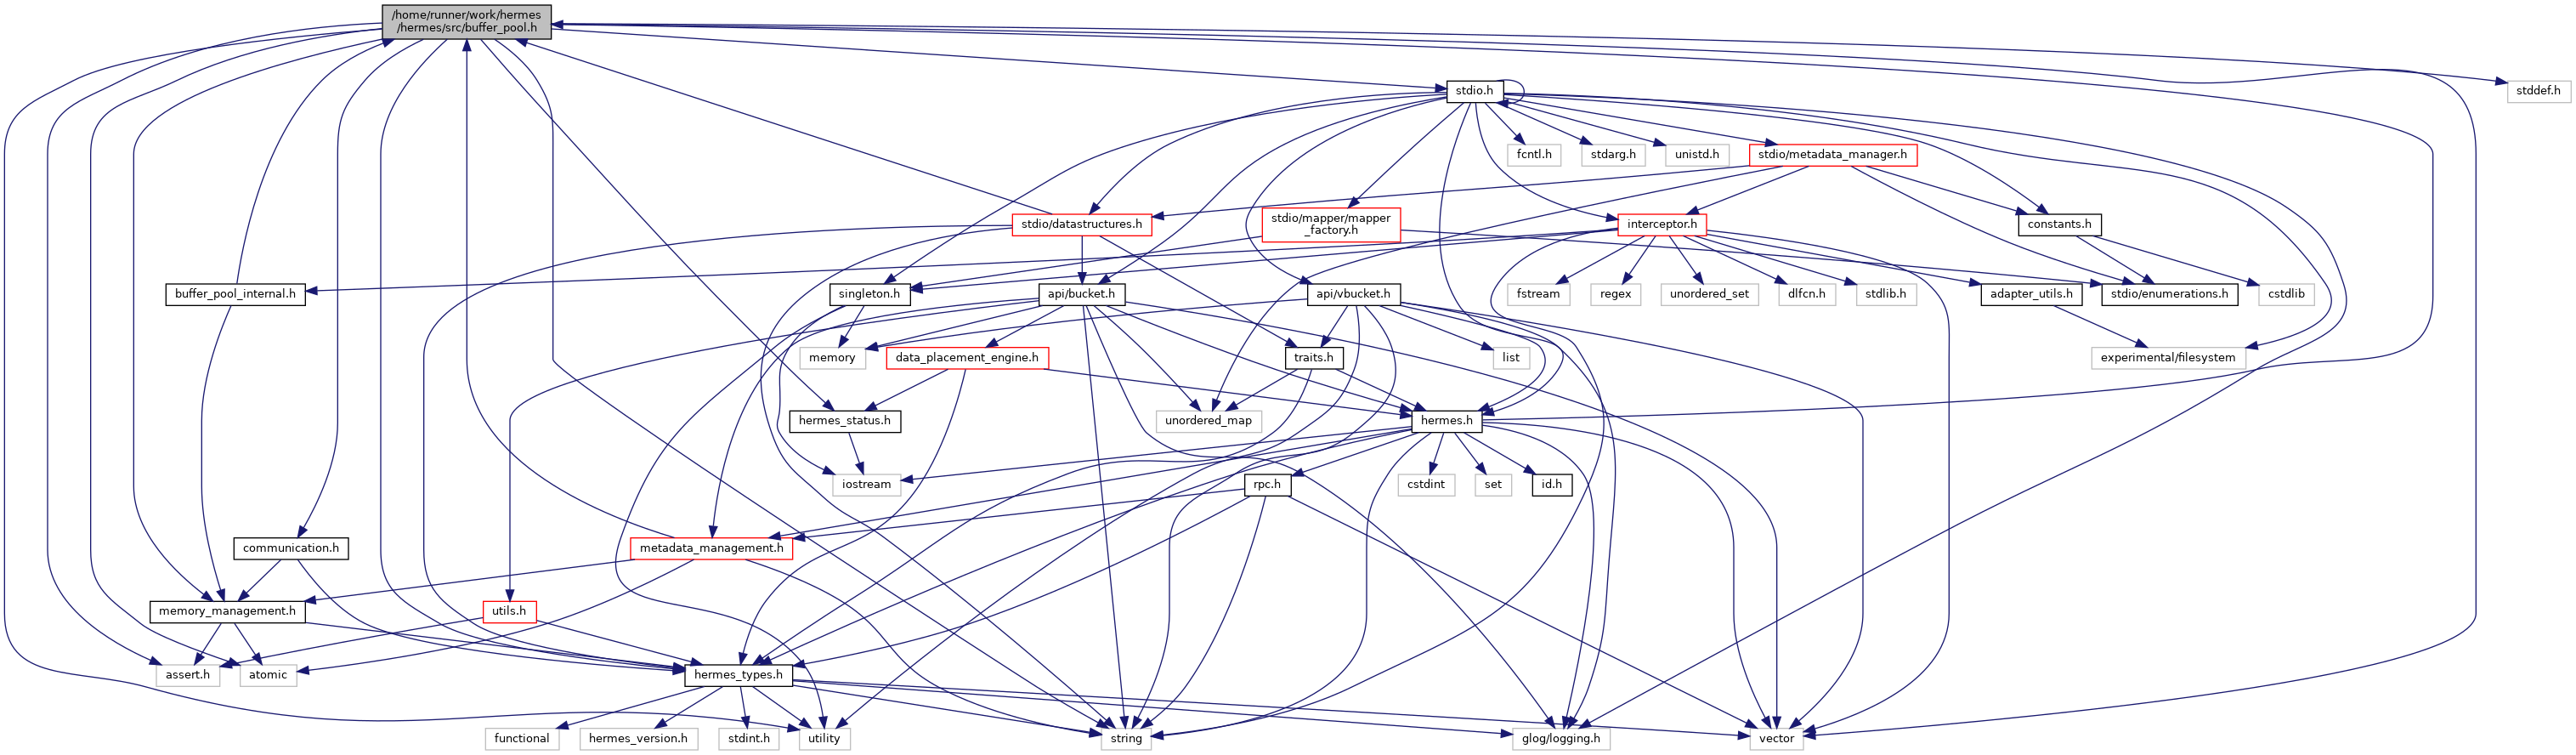 /home/runner/work/hermes
/hermes/src/buffer_pool.h
stdio.h
stddef.h
fcntl.h
stdarg.h
unistd.h
stdio/metadata_manager.h
stdio/datastructures.h
stdio/mapper/mapper
_factory.h
interceptor.h
constants.h
buffer_pool_internal.h
singleton.h
api/bucket.h
api/vbucket.h
fstream
regex
unordered_set
dlfcn.h
stdlib.h
adapter_utils.h
stdio/enumerations.h
cstdlib
memory
data_placement_engine.h
traits.h
list
experimental/filesystem
hermes_status.h
unordered_map
hermes.h
iostream
rpc.h
cstdint
set
id.h
communication.h
metadata_management.h
memory_management.h
utils.h
assert.h
atomic
hermes_types.h
functional
hermes_version.h
stdint.h
utility
string
glog/logging.h
vector